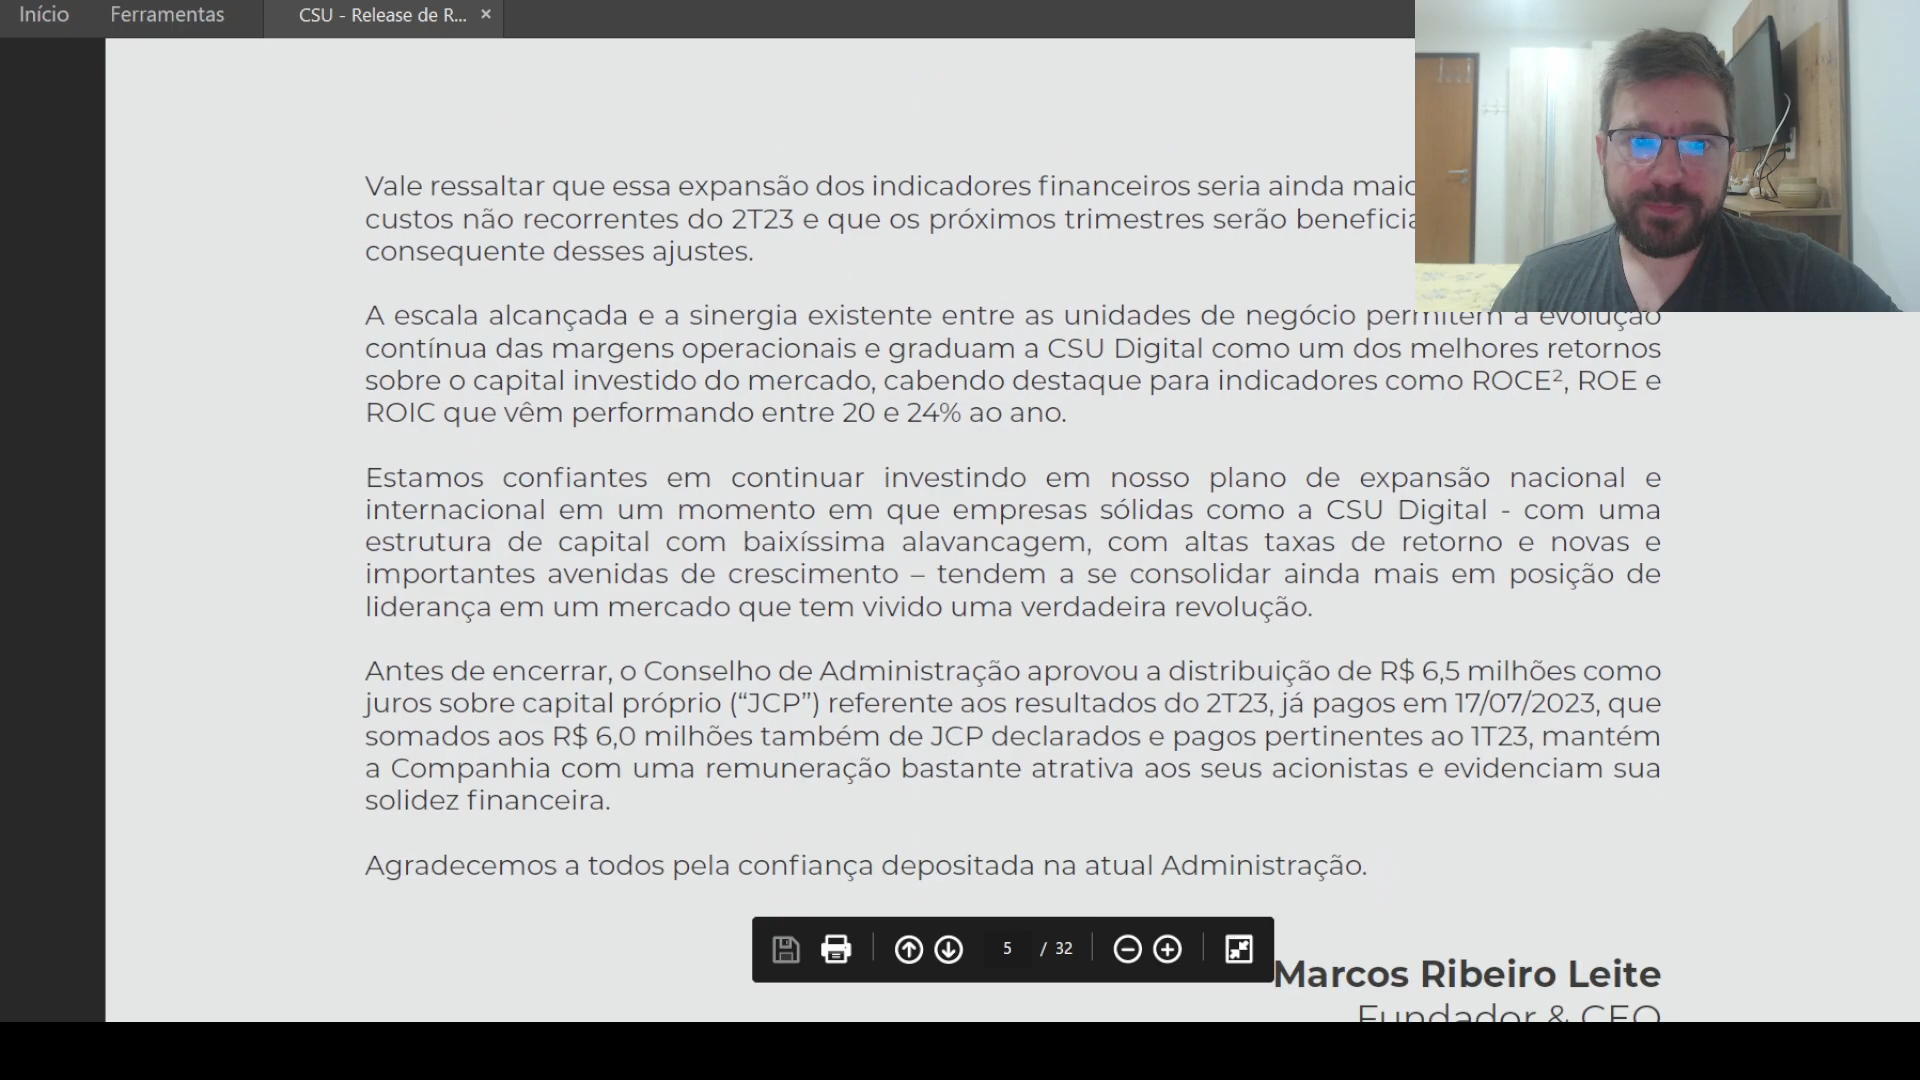 Início
Ferramentas
CSU - Release de R... ×
Vale ressaltar que essa expansão dos indicadores financeiros seria ainda
custos não recorrentes do 2T23 e que os próximos trimestres serão
consequente desses ajustes.
A escala alcançada e a sinergia existente entre as unidades de negócio permitem a evolução
contínua das margens operacionais e graduam a CSU Digital como um dos melhores retornos
sobre o capital investido do mercado, cabendo destaque para indicadores como ROCE², ROE e
ROIC que vêm performando entre 20 e 24% ao ano.
Estamos confiantes em continuar investindo em nosso plano de expansão nacional e
internacional em um momento em que empresas sólidas como a CSU Digital - com uma
estrutura de capital com baixíssima alavancagem, com altas taxas de retorno e novas e
importantes avenidas de crescimento – tendem a se consolidar ainda mais em posição de
liderança em um mercado que tem vivido uma verdadeira revolução.
Antes de encerrar, o Conselho de Administração aprovou a distribuição de R$ 6,5 milhões como
juros sobre capital próprio (“JCP”) referente aos resultados do 2T23, já pagos em 17/07/2023, que
somados aos R$ 6,0 milhões também de JCP declarados e pagos pertinentes ao 1T23, mantém
a Companhia com uma remuneração bastante atrativa aos seus acionistas e evidenciam sua
solidez financeira.
Agradecemos a todos pela confiança depositada na atual Administração.
5 / 32
Marcos Ribeiro Leite
Fundador & CEO